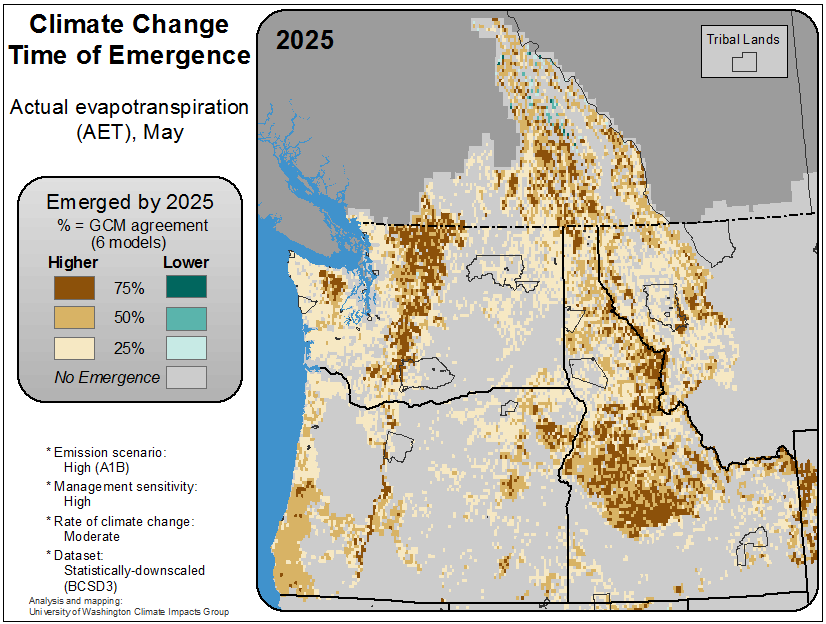 Climate Change
Time of Emergence
Actual evapotranspiration
(AET), May
Emerged by 2025
% = GCM agreement
(6 models)
Higher Lower
75%
50%
25%
No Emergence
* Emission scenario:
High (A1B)
* Management sensitivity:
High
* Rate of climate change:
Moderate
* Dataset:
Statistically-downscaled
(BCSD3)
Analysis and mapping:
University of Washington Climate Impacts Group
2025
Tribal Lands